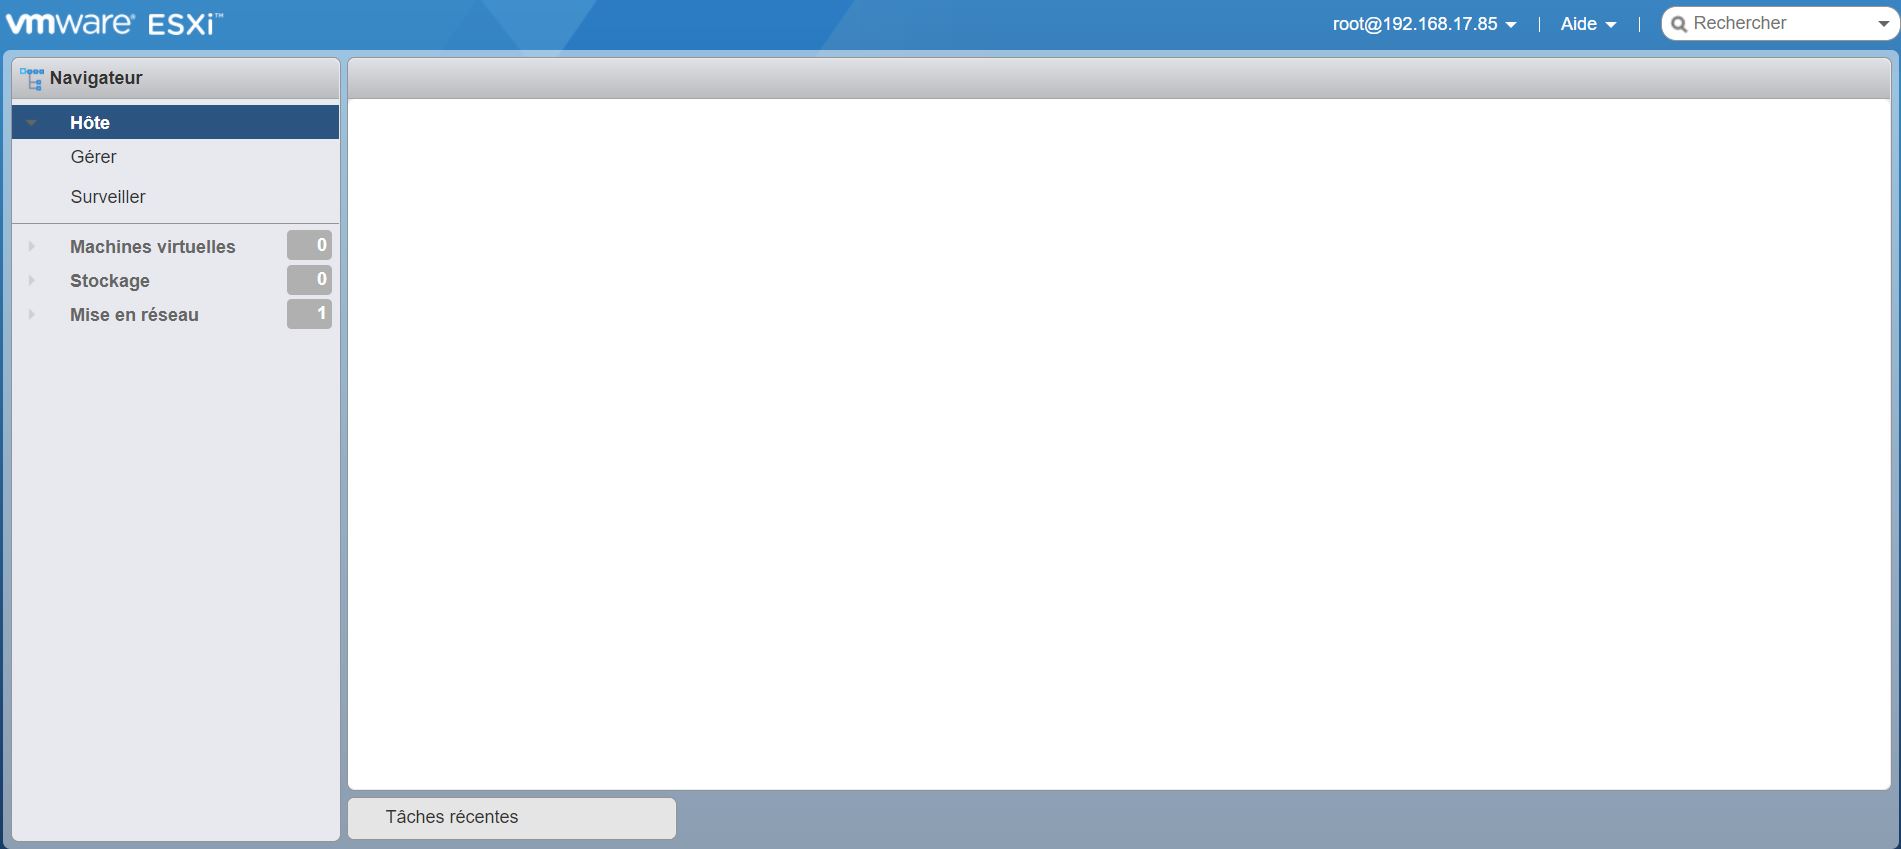 vmware® ESXi™
root@192.168.17.85 | Aide | Rechercher
Navigateur
Hôte
Gérer
Surveiller
Machines virtuelles 0
Stockage 0
Mise en réseau 1
Tâches récentes